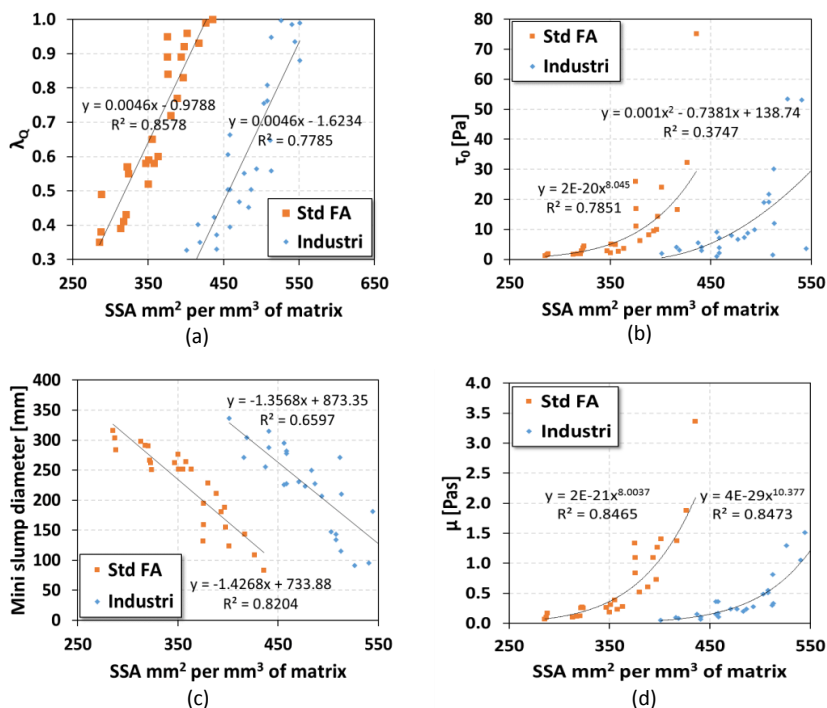 (a)
1.0
0.9
0.8
0.7
0.6
0.5
0.4
0.3
λQ
y = 0.0046x - 0.9788
R² = 0.8578
y = 0.0046x - 1.6234
R² = 0.7785
Std FA
Industri
250 350 450 550 650
SSA mm² per mm³ of matrix
(a)
(b)
80
70
60
50
40
30
20
10
0
τ0 [Pa]
Std FA
Industri
y = 0.001x² - 0.7381x + 138.74
R² = 0.3747
y = 2E-20x^8.045
R² = 0.7851
250 350 450 550
SSA mm² per mm³ of matrix
(b)
400
350
300
250
200
150
100
50
0
Mini slump diameter [mm]
y = -1.3568x + 873.35
R² = 0.6597
Std FA
Industri
y = -1.4268x + 733.88
R² = 0.8204
250 350 450 550
SSA mm² per mm³ of matrix
(c)
4.0
3.5
3.0
2.5
2.0
1.5
1.0
0.5
0.0
μ [Pas]
Std FA
Industri
y = 2E-21x^8.0037
R² = 0.8465
y = 4E-29x^10.377
R² = 0.8473
250 350 450 550
SSA mm² per mm³ of matrix
(d)